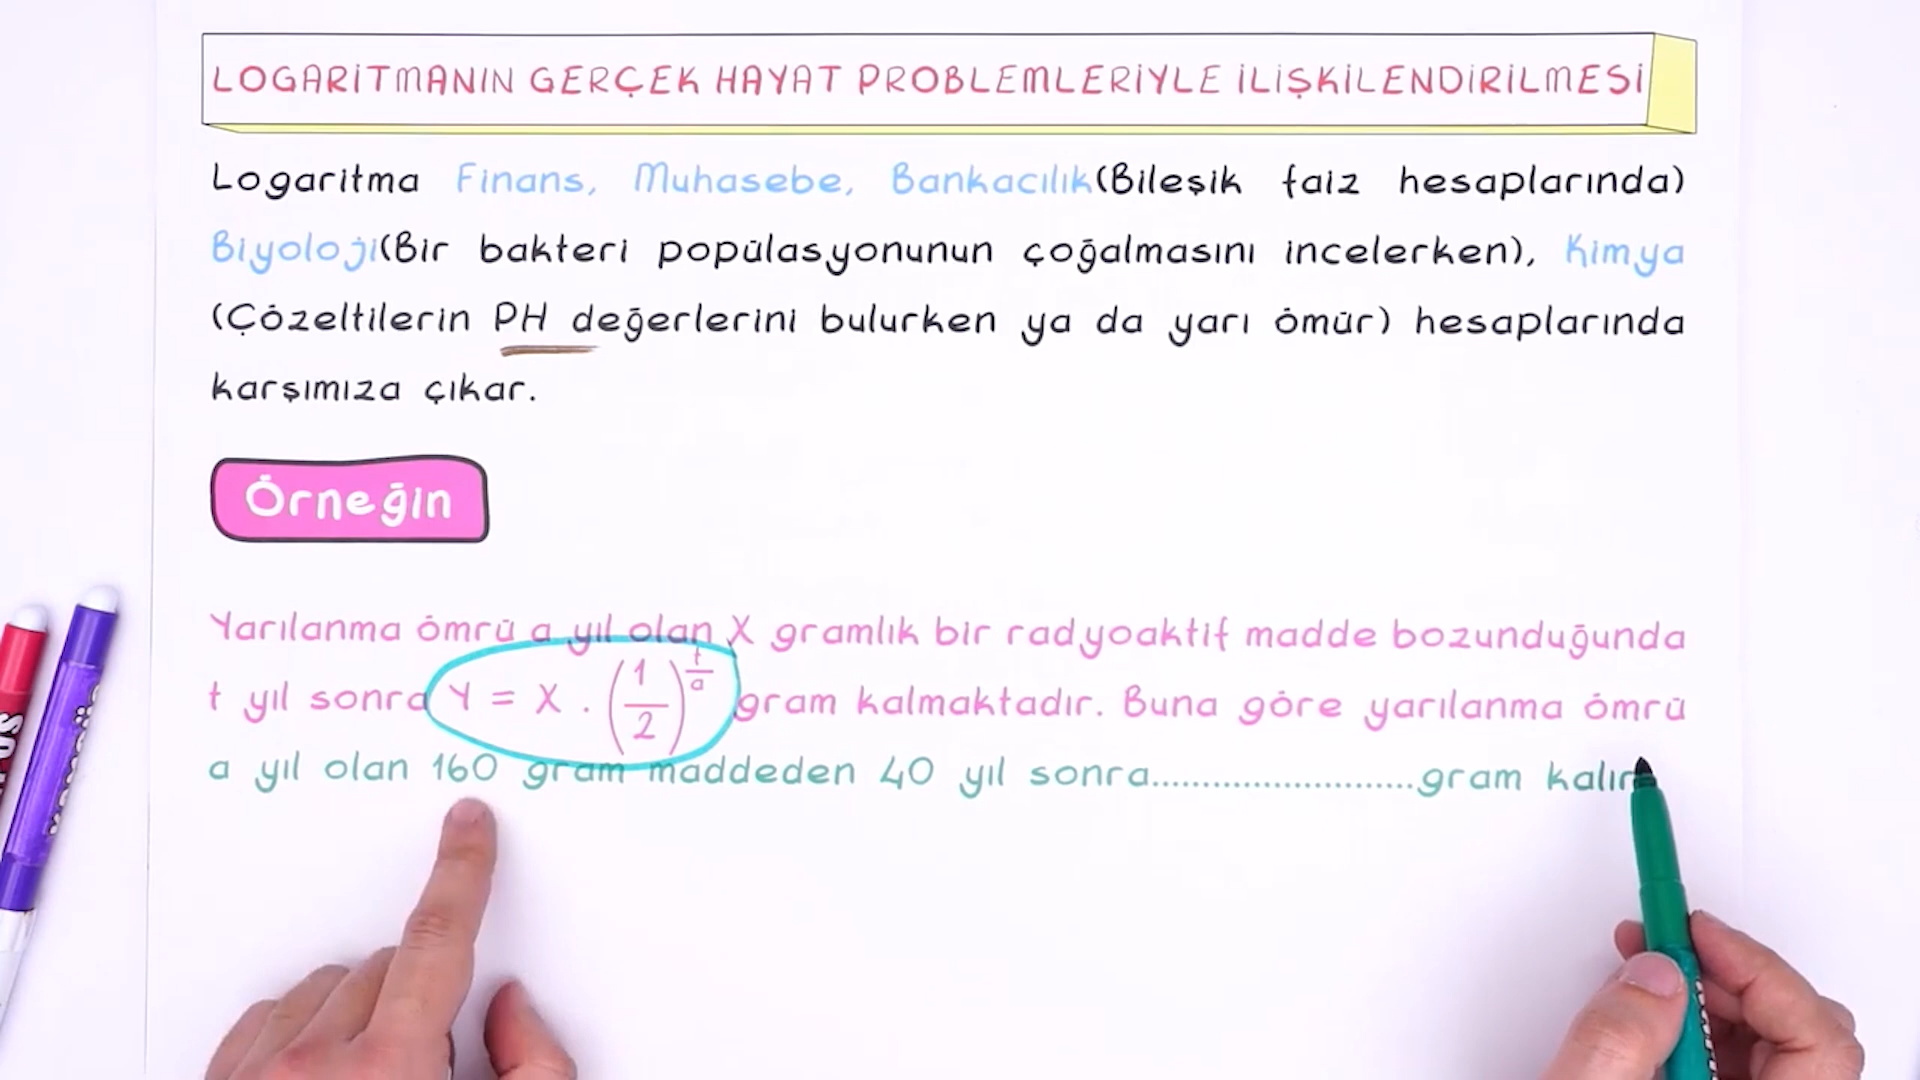 LOGARİTMANIN GERÇEK HAYAT PROBLEMLERİYLE İLİŞKİLENDİRİLMESİ
Logaritma Finans, Muhasebe, Bankacılık(Bileşik faiz hesaplarında)
Biyoloji(Bir bakteri popülasyonunun çoğalmasını incelerken), Kimya
(Çözeltilerin PH değerlerini bulurken ya da yarı ömür) hesaplarında
karşımıza çıkar.
Örneğin
Yarılanma ömrü a yıl olan X gramlık bir radyoaktif madde bozunduğunda
t yıl sonra Y = X . (1/2)^(t/a) gram kalmaktadır. Buna göre yarılanma ömrü
a yıl olan 160 gram maddeden 40 yıl sonra..........................gram kalır